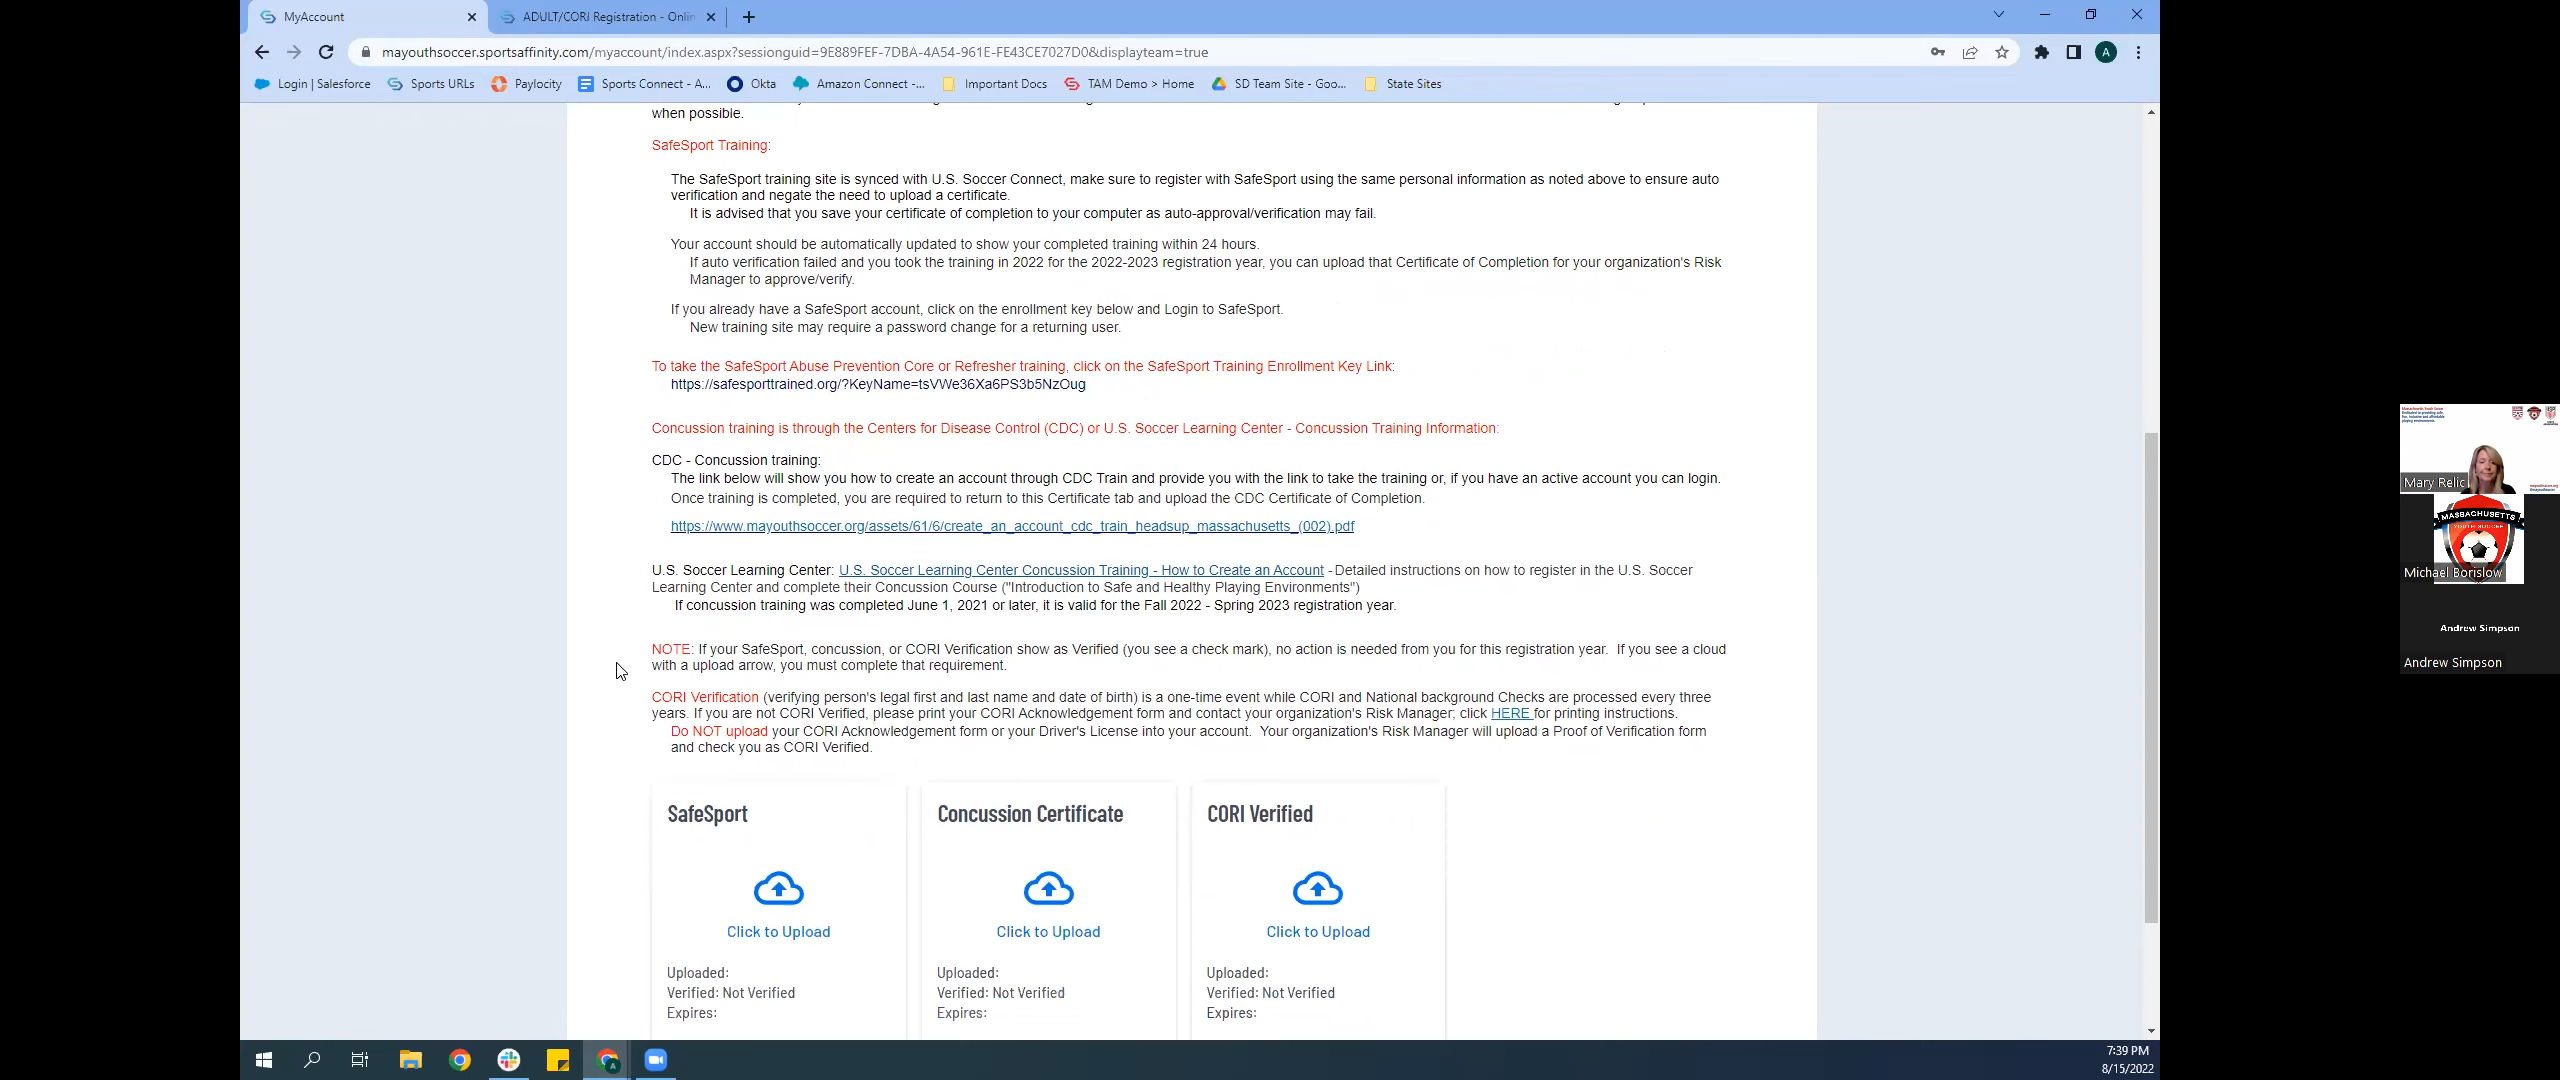 MyAccount
ADULT/CORI Registration - Onlin
mayouthsoccer.sportsaffinity.com/myaccount/index.aspx?sessionguid=9E889FEF-7DBA-4A54-961E-FE43CE7027D0&displayteam=true
A
Login | Salesforce
Sports URLs
Paylocity
Sports Connect - A...
Okta
Amazon Connect -...
Important Docs
TAM Demo > Home
SD Team Site - Goo...
State Sites
when possible.
SafeSport Training:
The SafeSport training site is synced with U.S. Soccer Connect, make sure to register with SafeSport using the same personal information as noted above to ensure auto
verification and negate the need to upload a certificate.
It is advised that you save your certificate of completion to your computer as auto-approval/verification may fail.
Your account should be automatically updated to show your completed training within 24 hours.
If auto verification failed and you took the training in 2022 for the 2022-2023 registration year, you can upload that Certificate of Completion for your organization's Risk
Manager to approve/verify.
If you already have a SafeSport account, click on the enrollment key below and Login to SafeSport.
New training site may require a password change for a returning user.
To take the SafeSport Abuse Prevention Core or Refresher training, click on the SafeSport Training Enrollment Key Link:
https://safesporttrained.org/?KeyName=tsVWe36Xa6PS3b5NzOug
Concussion training is through the Centers for Disease Control (CDC) or U.S. Soccer Learning Center - Concussion Training Information:
CDC - Concussion training:
The link below will show you how to create an account through CDC Train and provide you with the link to take the training or, if you have an active account you can login.
Once training is completed, you are required to return to this Certificate tab and upload the CDC Certificate of Completion.
https://www.mayouthsoccer.org/assets/61/6/create_an_account_cdc_train_headsup_massachusetts_(002).pdf
U.S. Soccer Learning Center: U.S. Soccer Learning Center Concussion Training - How to Create an Account - Detailed instructions on how to register in the U.S. Soccer
Learning Center and complete their Concussion Course ("Introduction to Safe and Healthy Playing Environments")
If concussion training was completed June 1, 2021 or later, it is valid for the Fall 2022 - Spring 2023 registration year.
NOTE: If your SafeSport, concussion, or CORI Verification show as Verified (you see a check mark), no action is needed from you for this registration year. If you see a cloud
with a upload arrow, you must complete that requirement.
CORI Verification (verifying person's legal first and last name and date of birth) is a one-time event while CORI and National background Checks are processed every three
years. If you are not CORI Verified, please print your CORI Acknowledgement form and contact your organization's Risk Manager; click HERE for printing instructions.
Do NOT upload your CORI Acknowledgement form or your Driver's License into your account. Your organization's Risk Manager will upload a Proof of Verification form
and check you as CORI Verified.
SafeSport
Click to Upload
Uploaded:
Verified: Not Verified
Expires:
Concussion Certificate
Click to Upload
Uploaded:
Verified: Not Verified
Expires:
CORI Verified
Click to Upload
Uploaded:
Verified: Not Verified
Expires:
Mary Relic
MASSACHUSETTS
YOUTH SOCCER
Michael Borislow
Andrew Simpson
Andrew Simpson
7:39 PM
8/15/2022